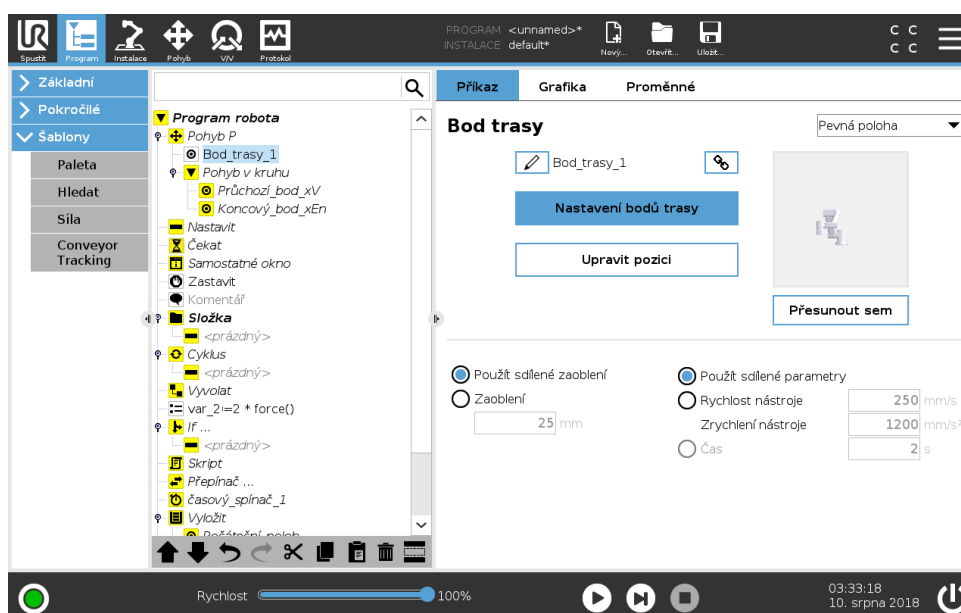 PROGRAM <unnamed>*
INSTALACE default*
Spustit Program Instalace Pohyb V/V Protokol Nový... Otevřít... Uložit...
C C
C C
Základní
Pokročilé
Šablony
Paleta
Hledat
Síla
Conveyor
Tracking
Program robota
Pohyb P
Bod_trasy_1
Pohyb v kruhu
Průchozí_bod_xV
Koncový_bod_xEn
Nastavit
Čekat
Samostatné okno
Zastavit
Komentář
Složka
<prázdný>
Cyklus
<prázdný>
Vyvolat
var_2:=2 * force()
If ...
<prázdný>
Skript
Přepínač ...
časový_spínač_1
Vyložit
Počáteční_poloh
Příkaz Grafika Proměnné
Bod trasy
Pevná poloha
Bod_trasy_1
Nastavení bodů trasy
Upravit pozici
Přesunout sem
Použít sdílené zaoblení
Zaoblení
25 mm
Použít sdílené parametry
Rychlost nástroje 250 mm/s
Zrychlení nástroje 1200 mm/s²
Čas 2 s
Rychlost 100%
03:33:18
10. srpna 2018